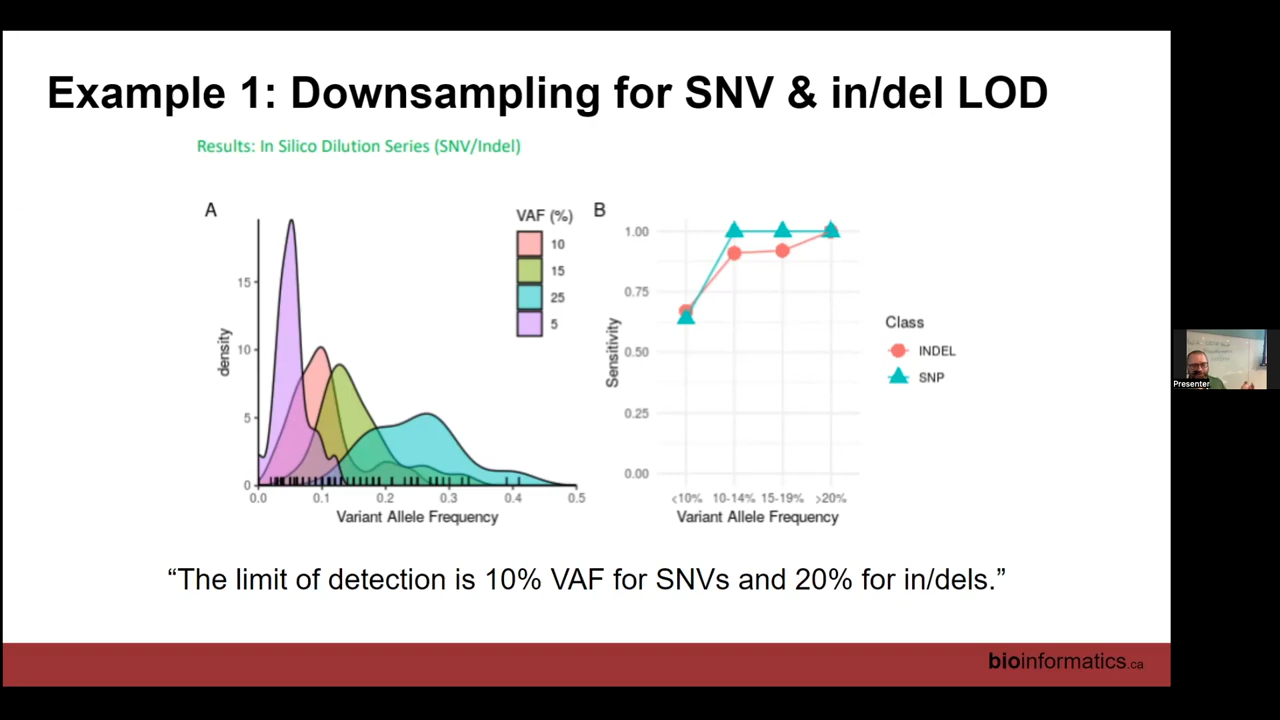 Example 1: Downsampling for SNV & in/del LOD
Results: In Silico Dilution Series (SNV/Indel)
A
density
15
10
5
0
0.0 0.1 0.2 0.3 0.4 0.5
Variant Allele Frequency
VAF (%)
10
15
25
5
B
Sensitivity
1.00
0.75
0.50
0.25
0.00
<10% 10-14% 15-19% >20%
Variant Allele Frequency
Class
INDEL
SNP
Presenter
“The limit of detection is 10% VAF for SNVs and 20% for in/dels.”
bioinformatics.ca